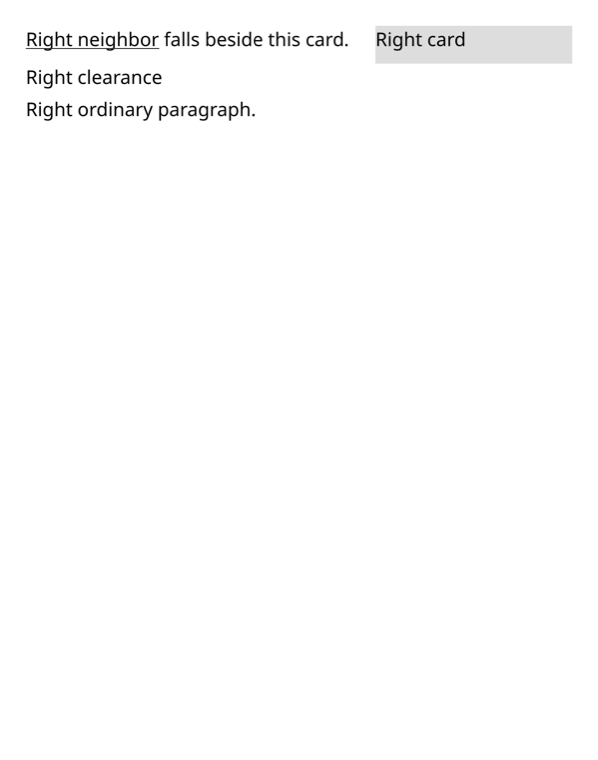 Right neighbor falls beside this card.
Right card
Right clearance
Right ordinary paragraph.